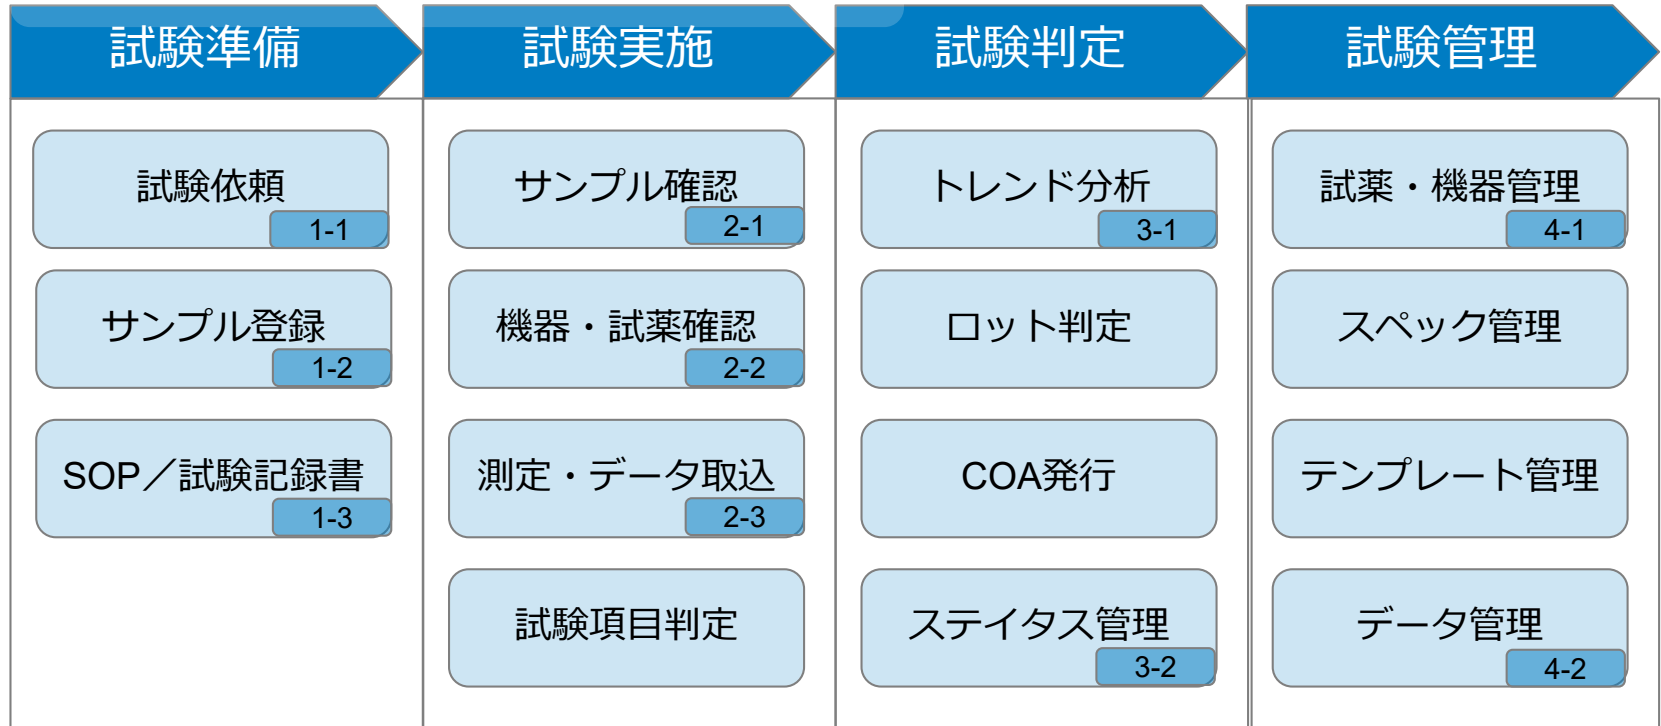 試験準備
試験実施
試験判定
試験管理
試験依頼
1-1
サンプル登録
1-2
SOP／試験記録書
1-3
サンプル確認
2-1
機器・試薬確認
2-2
測定・データ取込
2-3
試験項目判定
トレンド分析
3-1
ロット判定
COA発行
ステイタス管理
3-2
試薬・機器管理
4-1
スペック管理
テンプレート管理
データ管理
4-2